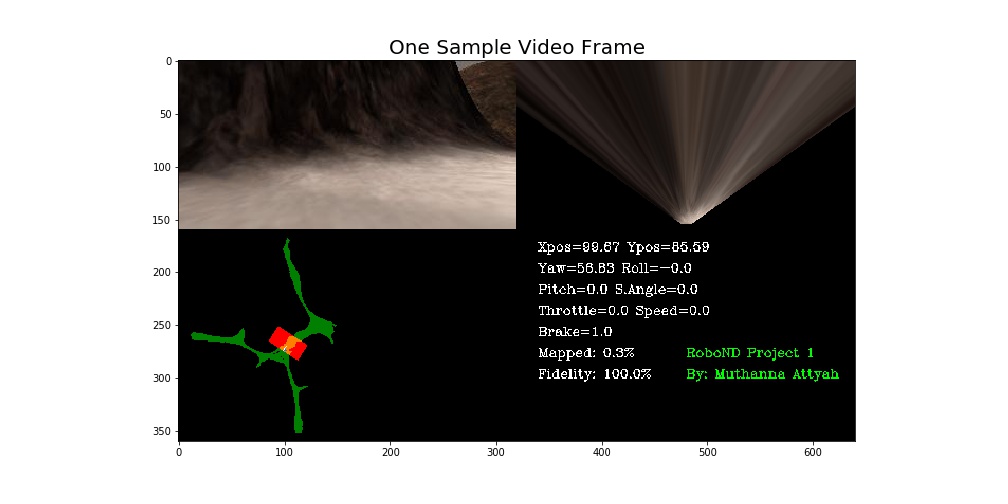 One Sample Video Frame
0
50
100
150
200
250
300
350
Xpos=99.67 Ypos=85.59
Yaw=56.83 Roll=-0.0
Pitch=0.0 S.Angle=0.0
Throttle=0.0 Speed=0.0
Brake=1.0
Mapped: 0.3% RoboND Project 1
Fidelity: 100.0% By: Muthanna Attyah
0 100 200 300 400 500 600